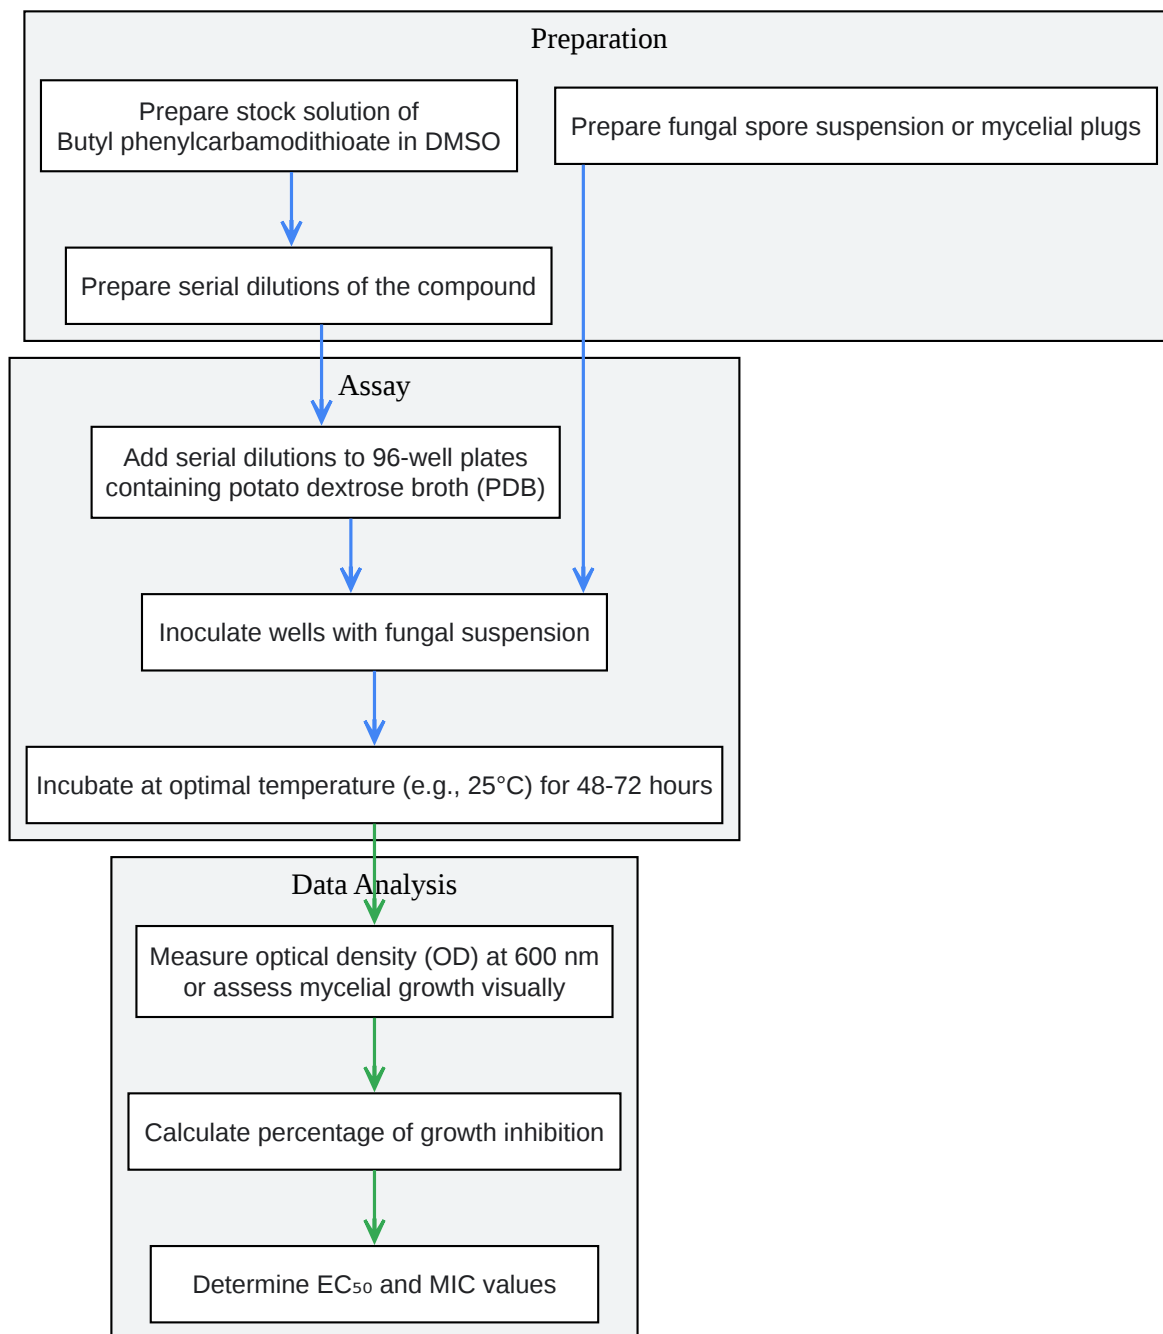 Preparation
Prepare stock solution of
Butyl phenylcarbamodithioate in DMSO
Prepare fungal spore suspension or mycelial plugs
Prepare serial dilutions of the compound
Assay
Add serial dilutions to 96-well plates
containing potato dextrose broth (PDB)
Inoculate wells with fungal suspension
Incubate at optimal temperature (e.g., 25°C) for 48-72 hours
Data Analysis
Measure optical density (OD) at 600 nm
or assess mycelial growth visually
Calculate percentage of growth inhibition
Determine EC₅₀ and MIC values